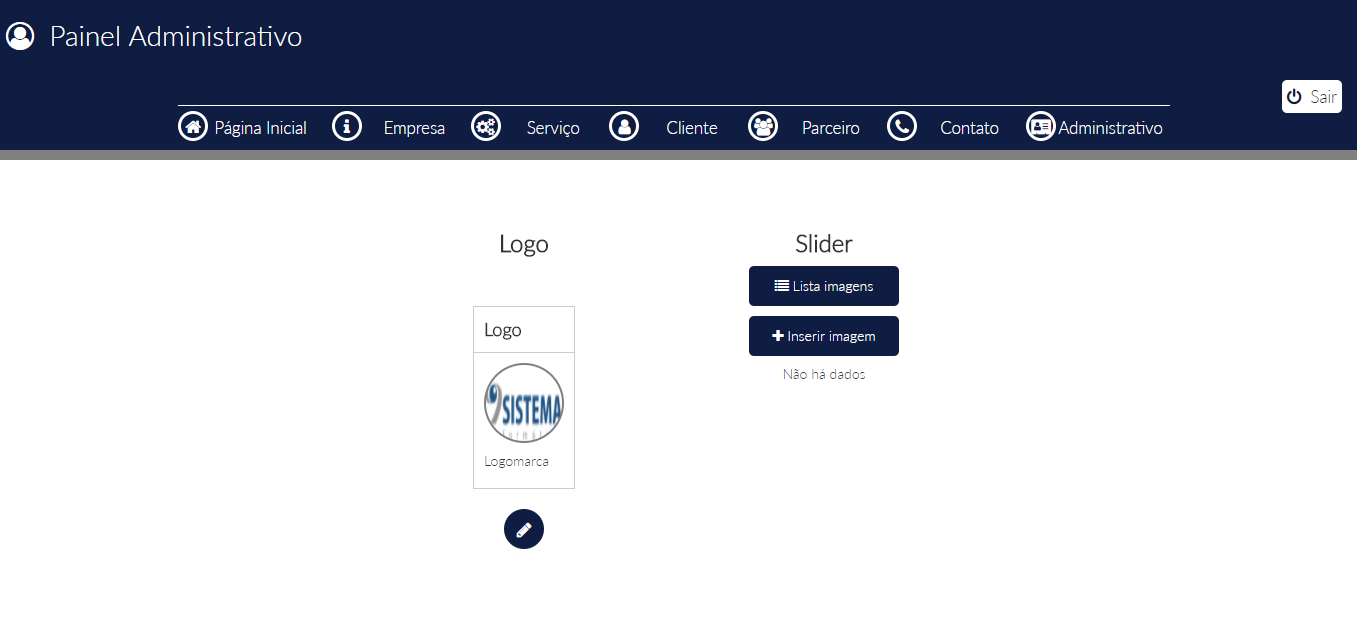 Painel Administrativo
Sair
Página Inicial Empresa Serviço Cliente Parceiro Contato Administrativo
Logo
Slider
Lista imagens
Inserir imagem
Não há dados
Logo
SISTEMA
Logomarca